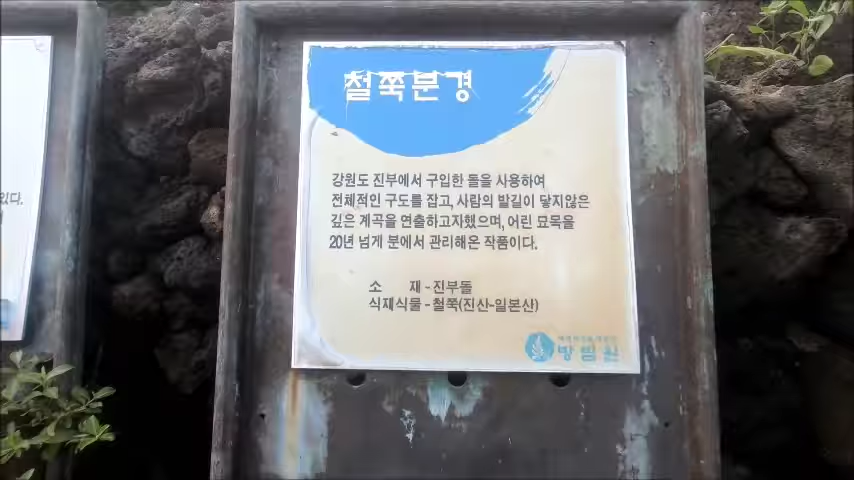 철쭉분경
강원도 진부에서 구입한 돌을 사용하여
전체적인 구도를 잡고, 사람의 발길이 닿지않은
깊은 계곡을 연출하고지했으며, 어린 묘목을
20년 넘게 분에서 관리해온 작품이다.
소 재 - 진부돌
식재식물 - 철쭉(진산-일본산)
방림원
있다.